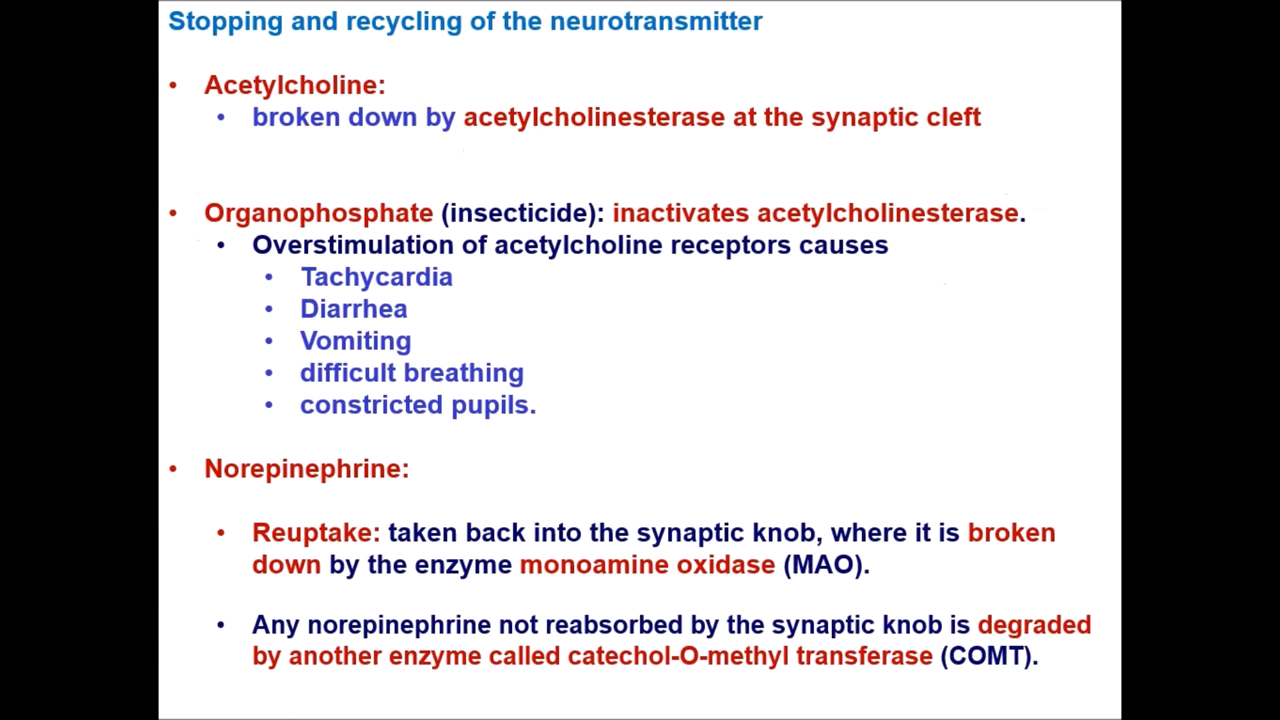 Stopping and recycling of the neurotransmitter
• Acetylcholine:
• broken down by acetylcholinesterase at the synaptic cleft
• Organophosphate (insecticide): inactivates acetylcholinesterase.
• Overstimulation of acetylcholine receptors causes
• Tachycardia
• Diarrhea
• Vomiting
• difficult breathing
• constricted pupils.
• Norepinephrine:
• Reuptake: taken back into the synaptic knob, where it is broken
down by the enzyme monoamine oxidase (MAO).
• Any norepinephrine not reabsorbed by the synaptic knob is degraded
by another enzyme called catechol-O-methyl transferase (COMT).